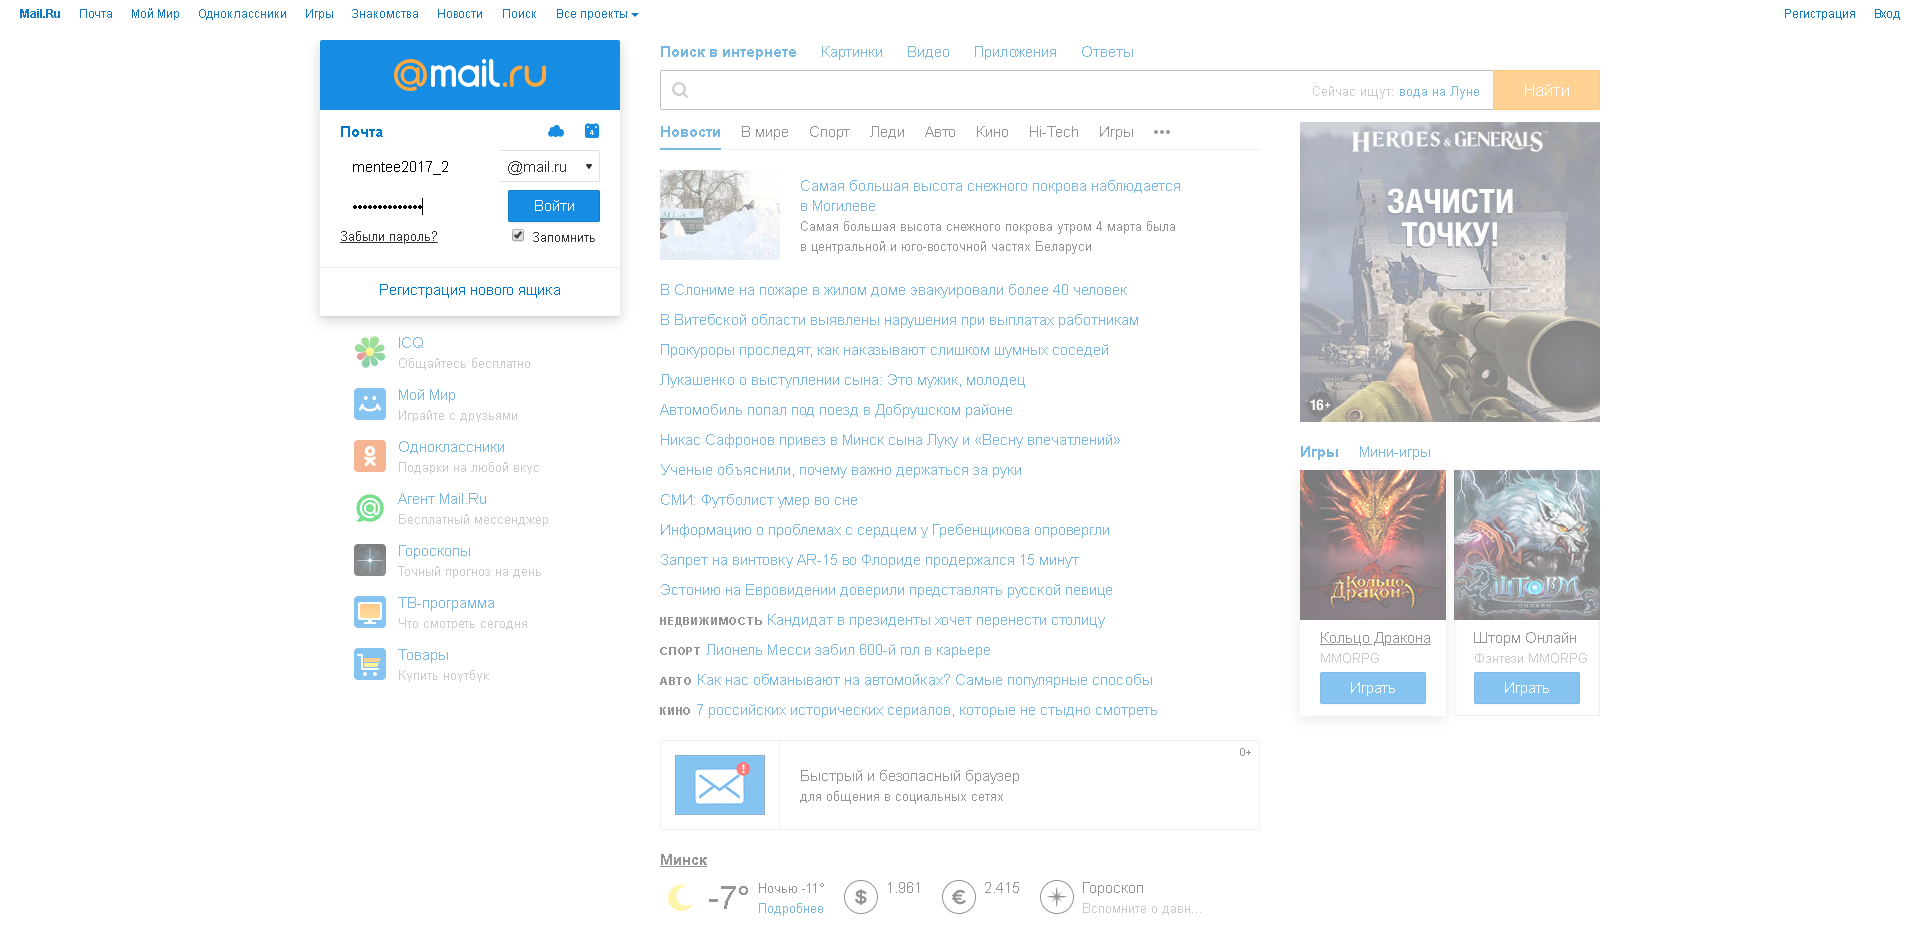 Mail.Ru Почта Мой Мир Одноклассники Игры Знакомства Новости Поиск Все проекты Регистрация Вход
@mail.ru
Почта
4
mentee2017_2 @mail.ru
Войти
Забыли пароль? Запомнить
Регистрация нового ящика
ICQ
Общайтесь бесплатно
Мой Мир
Играйте с друзьями
Одноклассники
Подарки на любой вкус
Агент Mail.Ru
Бесплатный мессенджер
Гороскопы
Точный прогноз на день
ТВ-программа
Что смотреть сегодня
Товары
Купить ноутбук
Поиск в интернете Картинки Видео Приложения Ответы
Сейчас ищут: вода на Луне Найти
Новости В мире Спорт Леди Авто Кино Hi-Tech Игры
Самая большая высота снежного покрова наблюдается
в Могилеве
Самая большая высота снежного покрова утром 4 марта была
в центральной и юго-восточной частях Беларуси
В Слониме на пожаре в жилом доме эвакуировали более 40 человек
В Витебской области выявлены нарушения при выплатах работникам
Прокуроры проследят, как наказывают слишком шумных соседей
Лукашенко о выступлении сына: Это мужик, молодец
Автомобиль попал под поезд в Добрушском районе
Никас Сафронов привез в Минск сына Луку и «Весну впечатлений»
Ученые объяснили, почему важно держаться за руки
СМИ: Футболист умер во сне
Информацию о проблемах с сердцем у Гребенщикова опровергли
Запрет на винтовку AR-15 во Флориде продержался 15 минут
Эстонию на Евровидении доверили представлять русской певице
НЕДВИЖИМОСТЬ Кандидат в президенты хочет перенести столицу
СПОРТ Лионель Месси забил 600-й гол в карьере
АВТО Как нас обманывают на автомойках? Самые популярные способы
КИНО 7 российских исторических сериалов, которые не стыдно смотреть
0+
Быстрый и безопасный браузер
для общения в социальных сетях
Минск
-7° Ночью -11° $ 1.961 € 2.415 Гороскоп
Подробнее Вспомните о давн...
HEROES & GENERALS
ЗАЧИСТИ
ТОЧКУ!
16+
Игры Мини-игры
Кольцо
Дракона
Шторм
онлайн
Кольцо Дракона
MMORPG
Играть
Шторм Онлайн
Фэнтези MMORPG
Играть